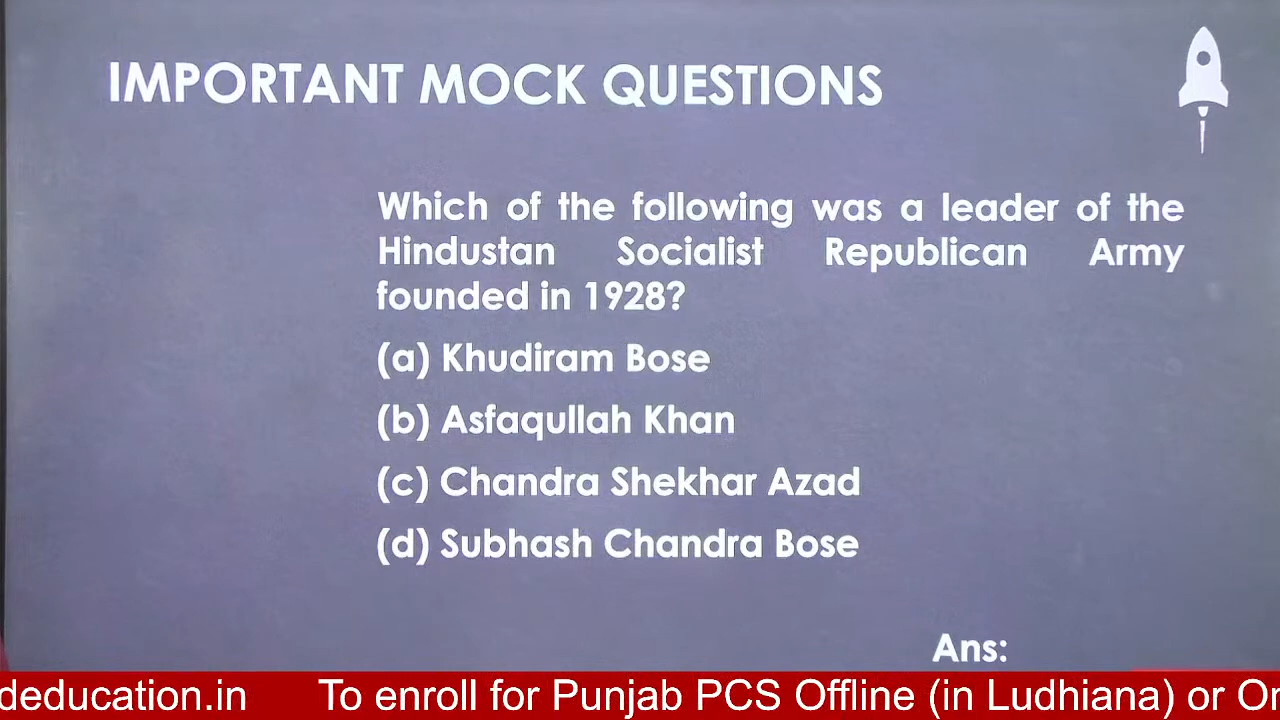 IMPORTANT MOCK QUESTIONS
Which of the following was a leader of the
Hindustan Socialist Republican Army
founded in 1928?
(a) Khudiram Bose
(b) Asfaqullah Khan
(c) Chandra Shekhar Azad
(d) Subhash Chandra Bose
Ans:
deducation.in To enroll for Punjab PCS Offline (in Ludhiana) or Or